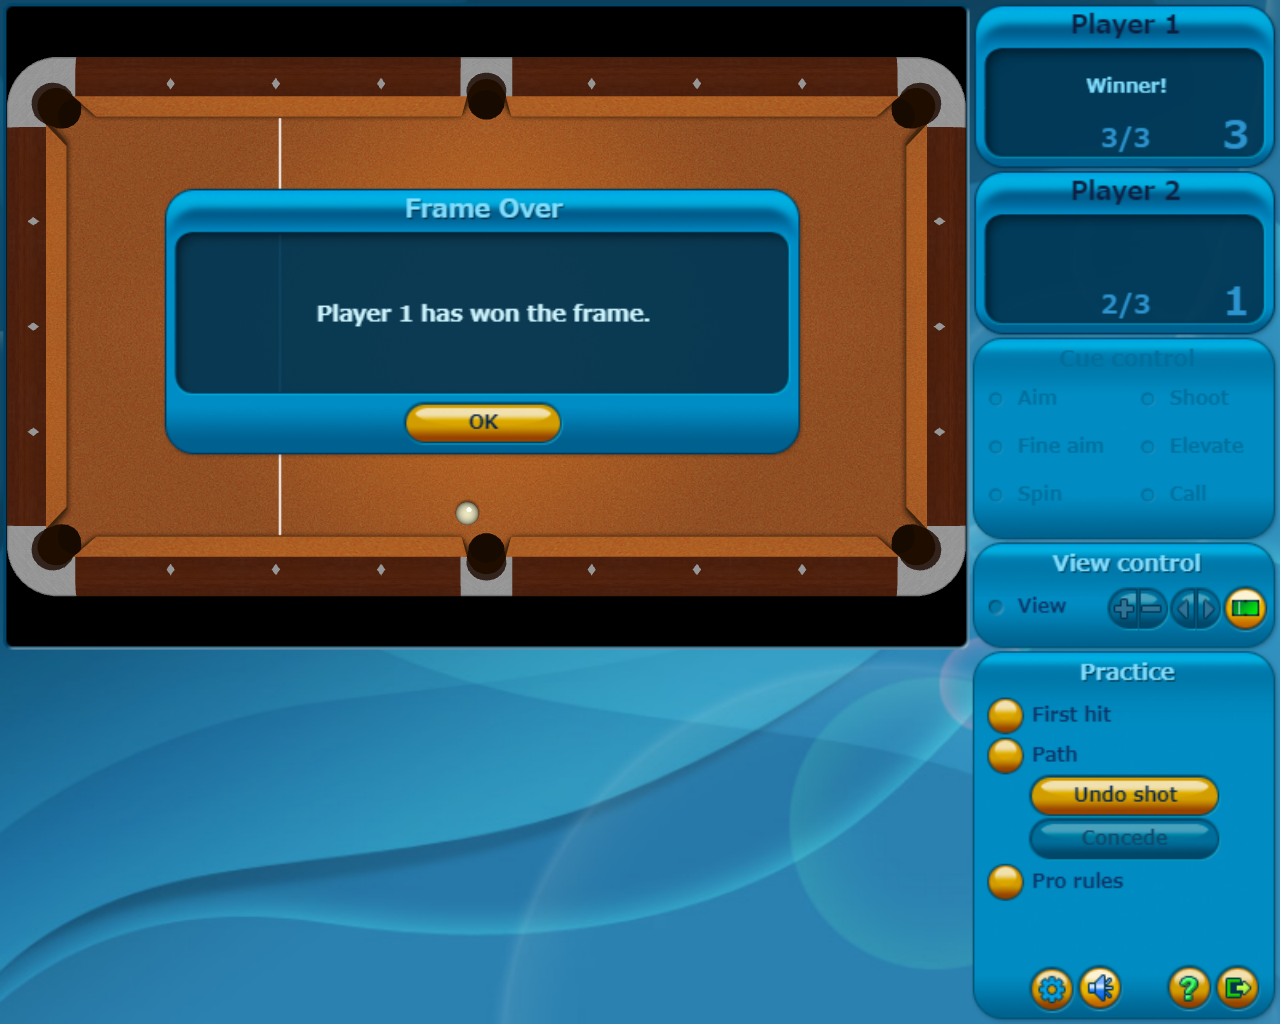 Player 1
Winner!
3/3 3
Player 2
2/3 1
Frame Over
Player 1 has won the frame.
OK
Cue control
Aim Shoot
Fine aim Elevate
Spin Call
View control
View
Practice
First hit
Path
Undo shot
Concede
Pro rules
?